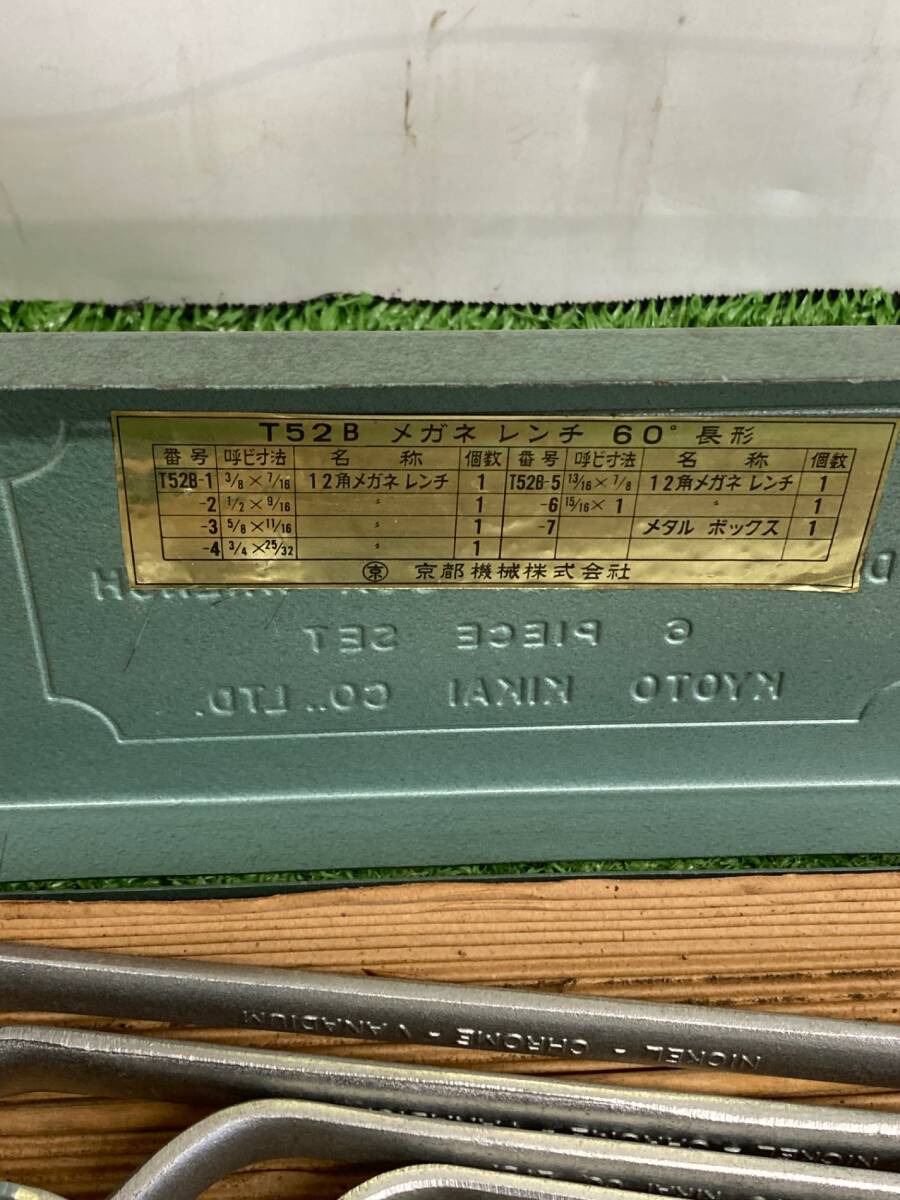 T52B メガネ レンチ 60° 長形
番号 呼ビ寸法 名称 個数 番号 呼ビ寸法 名称 個数
T52B-1 3/8 × 7/16 12角メガネ レンチ 1 T52B-5 13/16 × 7/8 12角メガネ レンチ 1
-2 1/2 × 9/16 〃 1 -6 15/16 × 1 〃 1
-3 5/8 × 11/16 〃 1 -7 メタル ボックス 1
-4 3/4 × 25/32 〃 1
㊊ 京都機械株式会社
6 PIECE SET
KYOTO KIKAI CO., LTD.
NICKEL - CHROME - VANADIUM